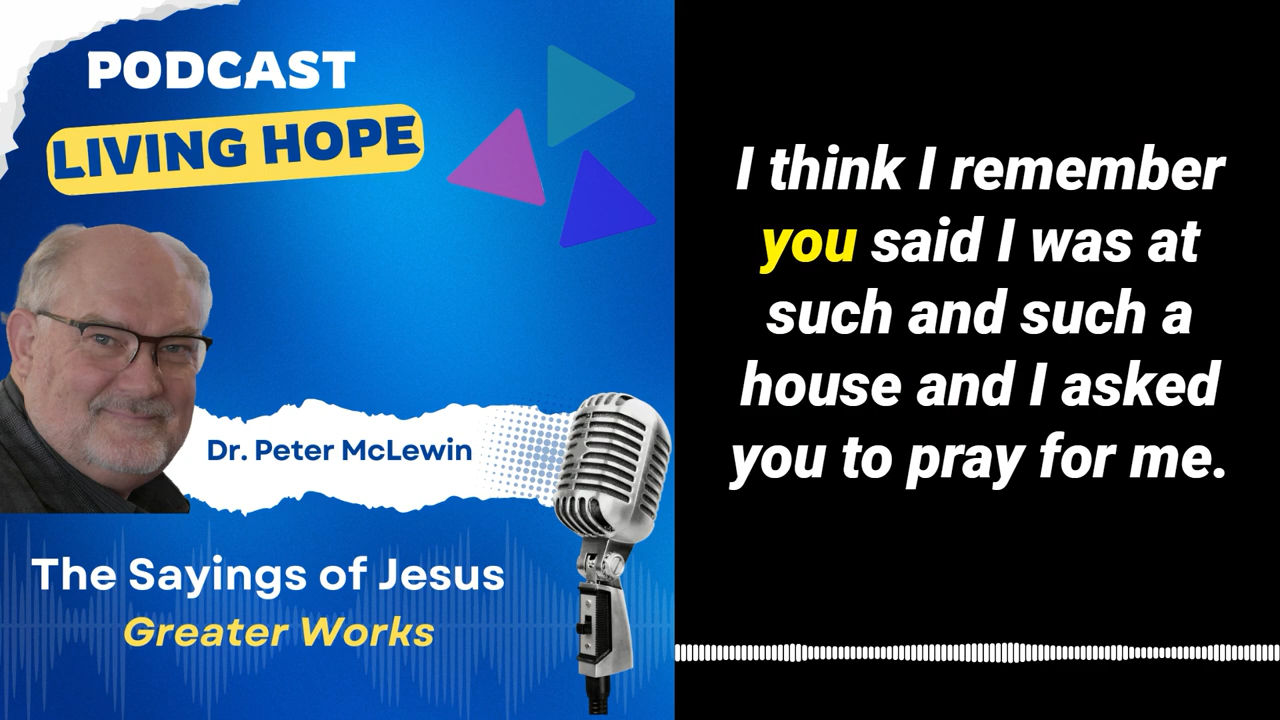 PODCAST
LIVING HOPE
Dr. Peter McLewin
The Sayings of Jesus
Greater Works
I think I remember
you said I was at
such and such a
house and I asked
you to pray for me.